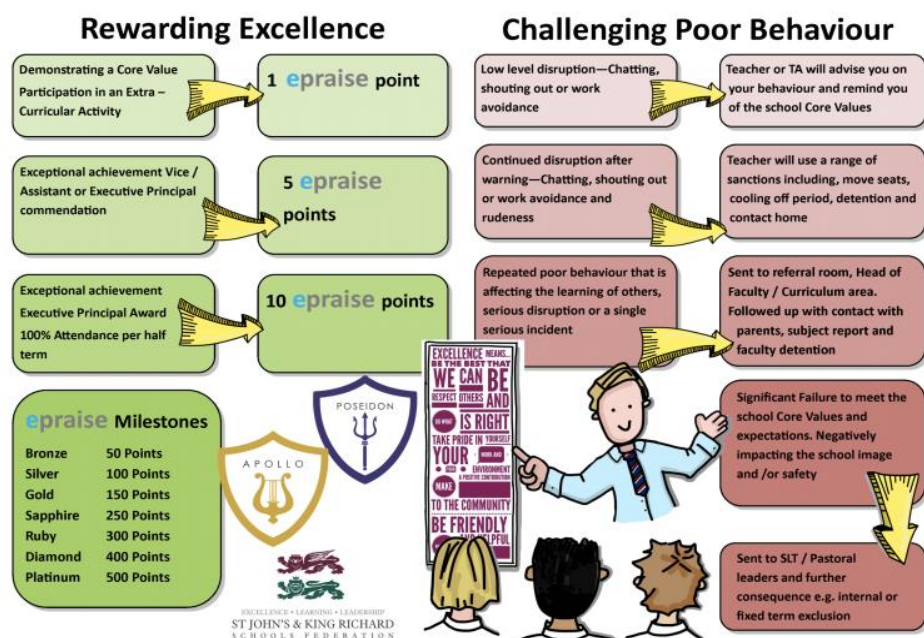 Rewarding Excellence
Demonstrating a Core Value
Participation in an Extra –
Curricular Activity
1 epraise point
Exceptional achievement Vice /
Assistant or Executive Principal
commendation
5 epraise
points
Exceptional achievement
Executive Principal Award
100% Attendance per half
term
10 epraise points
epraise Milestones
Bronze 50 Points
Silver 100 Points
Gold 150 Points
Sapphire 250 Points
Ruby 300 Points
Diamond 400 Points
Platinum 500 Points
APOLLO
POSEIDON
EXCELLENCE • LEARNING • LEADERSHIP
ST JOHN'S & KING RICHARD
SCHOOLS FEDERATION
EXCELLENCE MEANS...
BE THE BEST THAT
WE CAN BE
RESPECT OTHERS AND
DO WHAT IS RIGHT
TAKE PRIDE IN YOURSELF
YOUR WORK AND
ENVIRONMENT
MAKE A POSITIVE CONTRIBUTION
TO THE COMMUNITY
BE FRIENDLY
AND HELPFUL
Challenging Poor Behaviour
Low level disruption—Chatting,
shouting out or work
avoidance
Teacher or TA will advise you on
your behaviour and remind you
of the school Core Values
Continued disruption after
warning—Chatting, shouting out
or work avoidance and
rudeness
Teacher will use a range of
sanctions including, move seats,
cooling off period, detention and
contact home
Repeated poor behaviour that is
affecting the learning of others,
serious disruption or a single
serious incident
Sent to referral room, Head of
Faculty / Curriculum area.
Followed up with contact with
parents, subject report and
faculty detention
Significant Failure to meet the
school Core Values and
expectations. Negatively
impacting the school image
and /or safety
Sent to SLT / Pastoral
leaders and further
consequence e.g. internal or
fixed term exclusion